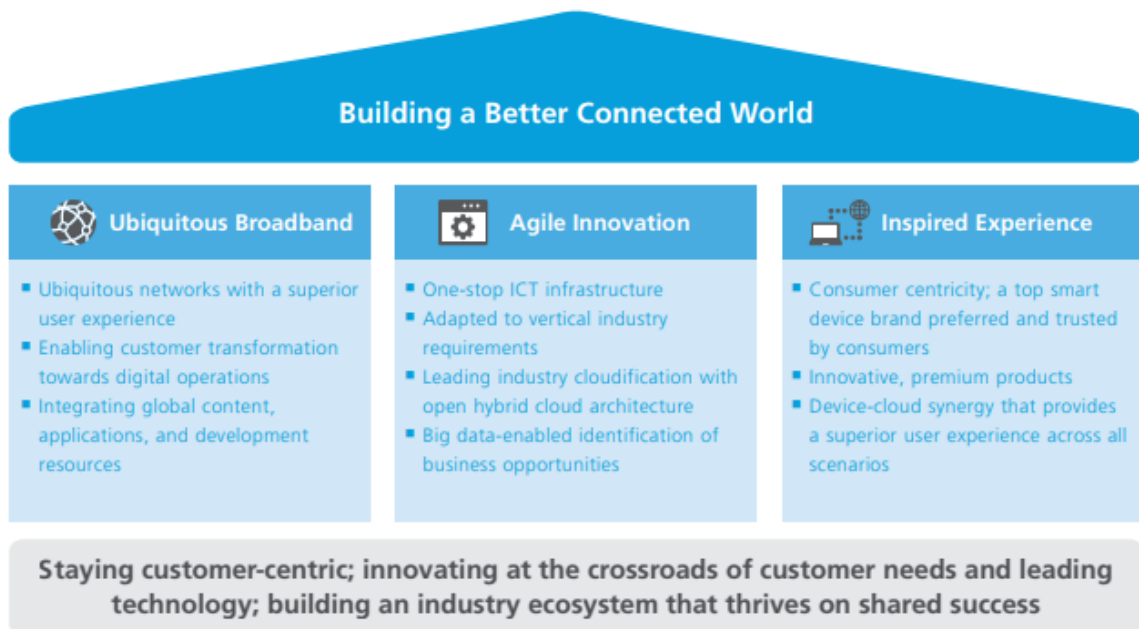 Building a Better Connected World
Ubiquitous Broadband
■ Ubiquitous networks with a superior
user experience
■ Enabling customer transformation
towards digital operations
■ Integrating global content,
applications, and development
resources
Agile Innovation
■ One-stop ICT infrastructure
■ Adapted to vertical industry
requirements
■ Leading industry cloudification with
open hybrid cloud architecture
■ Big data-enabled identification of
business opportunities
Inspired Experience
■ Consumer centricity; a top smart
device brand preferred and trusted
by consumers
■ Innovative, premium products
■ Device-cloud synergy that provides
a superior user experience across all
scenarios
Staying customer-centric; innovating at the crossroads of customer needs and leading
technology; building an industry ecosystem that thrives on shared success